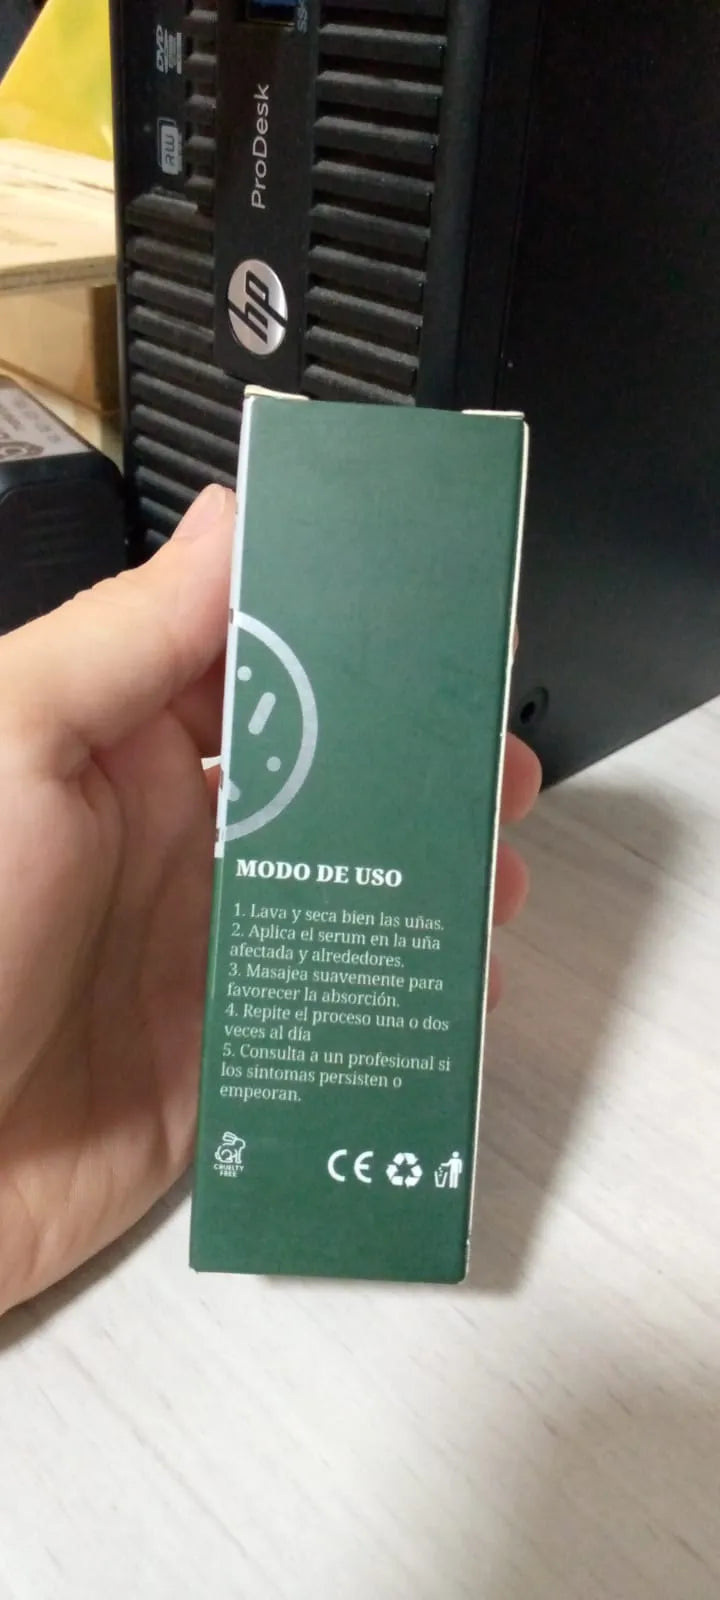 DVD
RW
ProDesk
hp
MODO DE USO
1. Lava y seca bien las uñas.
2. Aplica el serum en la uña
afectada y alrededores.
3. Masajea suavemente para
favorecer la absorción.
4. Repite el proceso una o dos
veces al día
5. Consulta a un profesional si
los síntomas persisten o
empeoran.
CRUELTY
FREE
CE